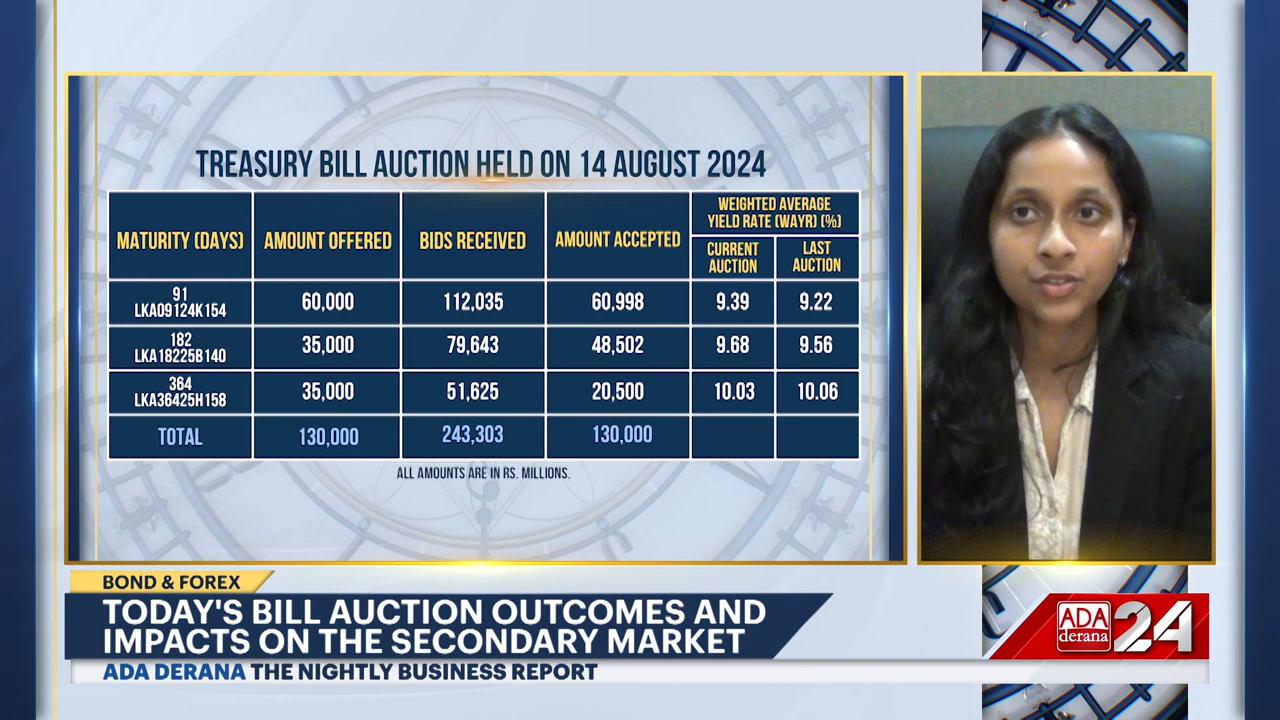 TREASURY BILL AUCTION HELD ON 14 AUGUST 2024
MATURITY (DAYS)
AMOUNT OFFERED
BIDS RECEIVED
AMOUNT ACCEPTED
WEIGHTED AVERAGE
YIELD RATE (WAYR) (%)
CURRENT
AUCTION
LAST
AUCTION
91
LKA09124K154
60,000
112,035
60,998
9.39
9.22
182
LKA18225B140
35,000
79,643
48,502
9.68
9.56
364
LKA36425H158
35,000
51,625
20,500
10.03
10.06
TOTAL
130,000
243,303
130,000
ALL AMOUNTS ARE IN RS. MILLIONS.
BOND & FOREX
TODAY'S BILL AUCTION OUTCOMES AND
IMPACTS ON THE SECONDARY MARKET
ADA DERANA THE NIGHTLY BUSINESS REPORT
ADA
derana
24